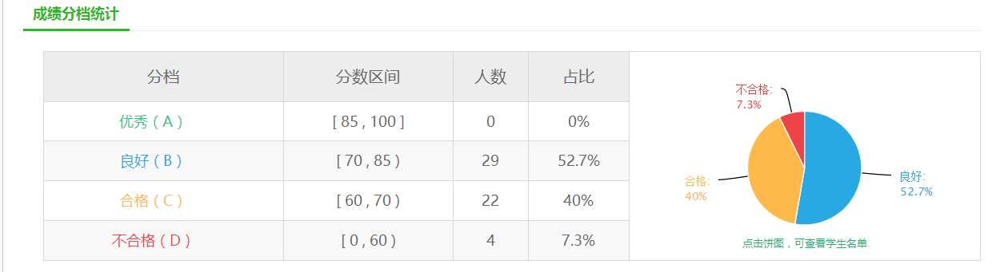 成绩分档统计
分档 分数区间 人数 占比
优秀 ( A ) [ 85 , 100 ] 0 0%
良好 ( B ) [ 70 , 85 ) 29 52.7%
合格 ( C ) [ 60 , 70 ) 22 40%
不合格 ( D ) [ 0 , 60 ) 4 7.3%
不合格:
7.3%
合格:
40%
良好:
52.7%
点击饼图，可查看学生名单